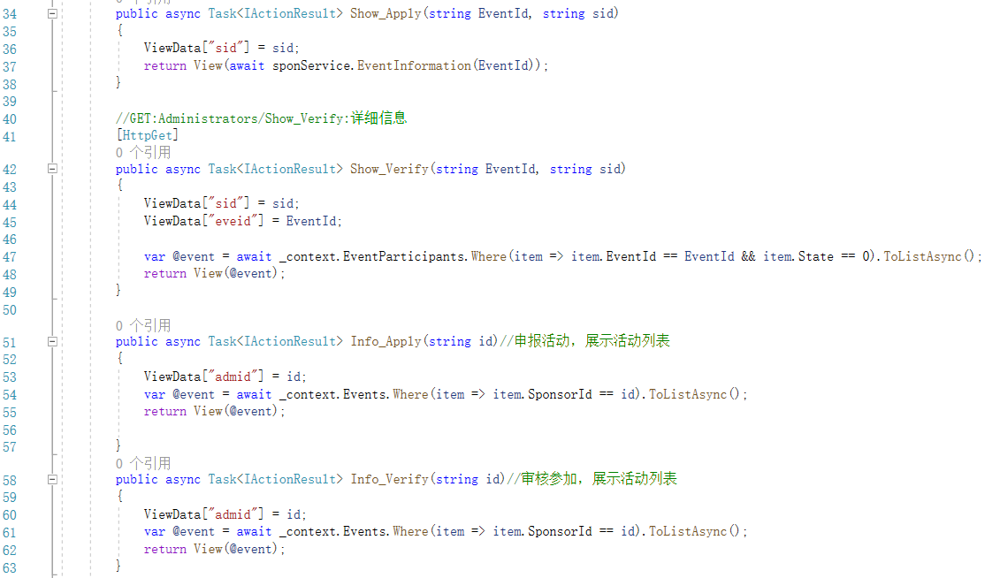 34 public async Task<IActionResult> Show_Apply(string EventId, string sid)
35 {
36 ViewData["sid"] = sid;
37 return View(await sponService.EventInformation(EventId));
38 }
39
40 //GET:Administrators/Show_Verify:详细信息
41 [HttpGet]
0 个引用
42 public async Task<IActionResult> Show_Verify(string EventId, string sid)
43 {
44 ViewData["sid"] = sid;
45 ViewData["eveid"] = EventId;
46
47 var @event = await _context.EventParticipants.Where(item => item.EventId == EventId && item.State == 0).ToListAsync();
48 return View(@event);
49 }
50
0 个引用
51 public async Task<IActionResult> Info_Apply(string id)//申报活动，展示活动列表
52 {
53 ViewData["admid"] = id;
54 var @event = await _context.Events.Where(item => item.SponsorId == id).ToListAsync();
55 return View(@event);
56
57 }
0 个引用
58 public async Task<IActionResult> Info_Verify(string id)//审核参加，展示活动列表
59 {
60 ViewData["admid"] = id;
61 var @event = await _context.Events.Where(item => item.SponsorId == id).ToListAsync();
62 return View(@event);
63 }